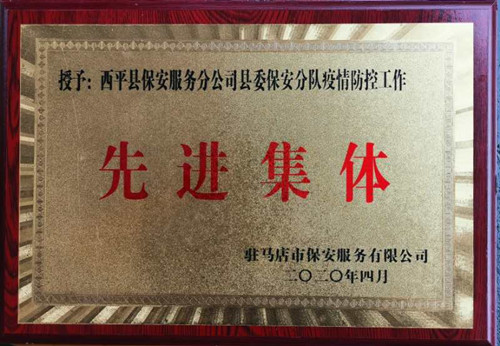 授予：西平县保安服务分公司县委保安分队疫情防控工作
先进集体
驻马店市保安服务有限公司
二〇二〇年四月